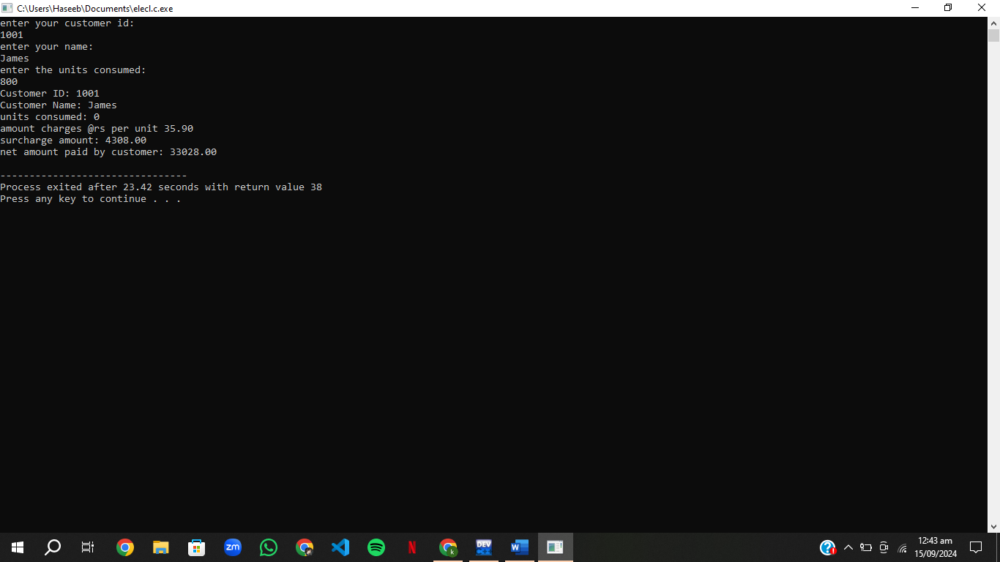 C:\Users\Haseeb\Documents\elecl.c.exe
enter your customer id:
1001
enter your name:
James
enter the units consumed:
800
Customer ID: 1001
Customer Name: James
units consumed: 0
amount charges @rs per unit 35.90
surcharge amount: 4308.00
net amount paid by customer: 33028.00
--------------------------------
Process exited after 23.42 seconds with return value 38
Press any key to continue . . .
zm
N
k
DEV
C++
W
12:43 am
15/09/2024